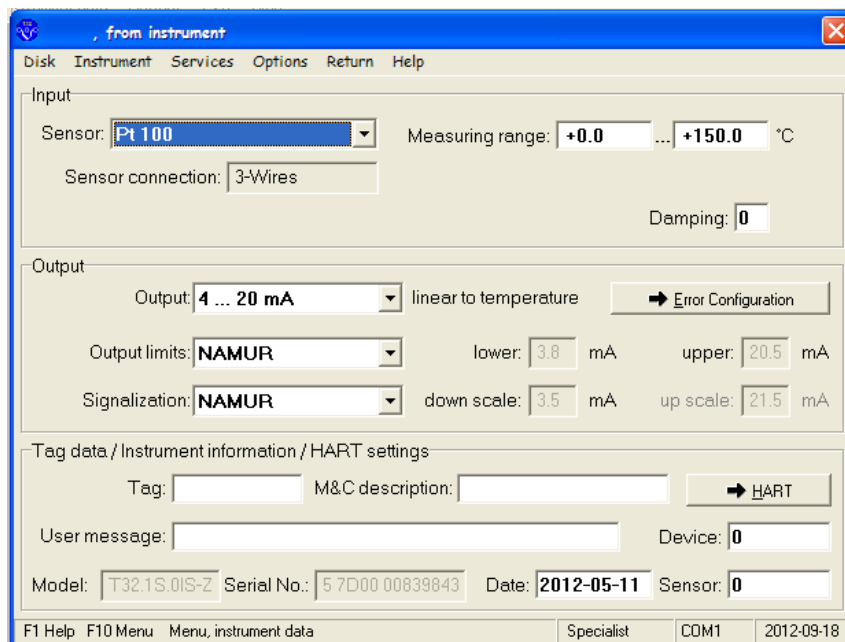 , from instrument
Disk Instrument Services Options Return Help
Input
Sensor: Pt 100 Measuring range: +0.0 ... +150.0 °C
Sensor connection: 3-Wires
Damping: 0
Output
Output: 4 ... 20 mA linear to temperature Error Configuration
Output limits: NAMUR lower: 3.8 mA upper: 20.5 mA
Signalization: NAMUR down scale: 3.5 mA up scale: 21.5 mA
Tag data / Instrument information / HART settings
Tag: M&C description: HART
User message: Device: 0
Model: T32.1S.0IS-Z Serial No.: 5 7D00 00839843 Date: 2012-05-11 Sensor: 0
F1 Help F10 Menu Menu, instrument data Specialist COM1 2012-09-18